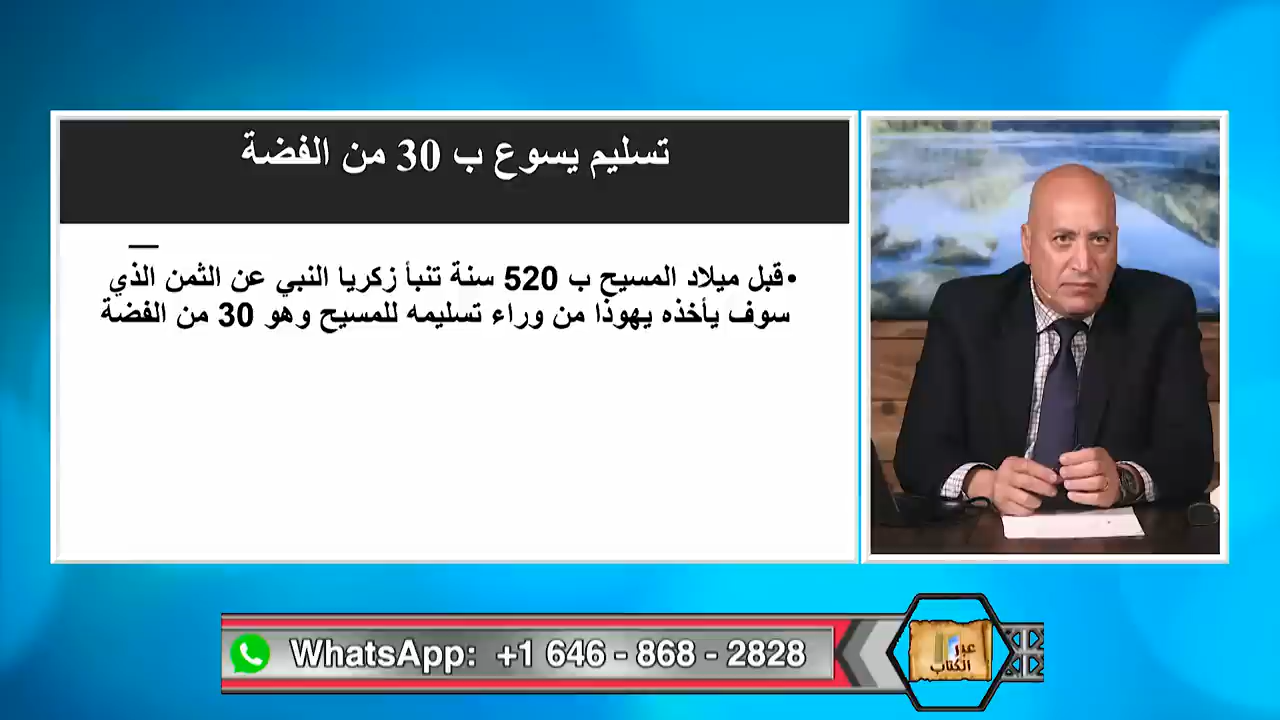 تسليم يسوع ب 30 من الفضة
•قبل ميلاد المسيح ب 520 سنة تنبأ زكريا النبي عن الثمن الذي
سوف يأخذه يهوذا من وراء تسليمه للمسيح وهو 30 من الفضة
WhatsApp: +1 646 - 868 - 2828
عبر
الكتاب